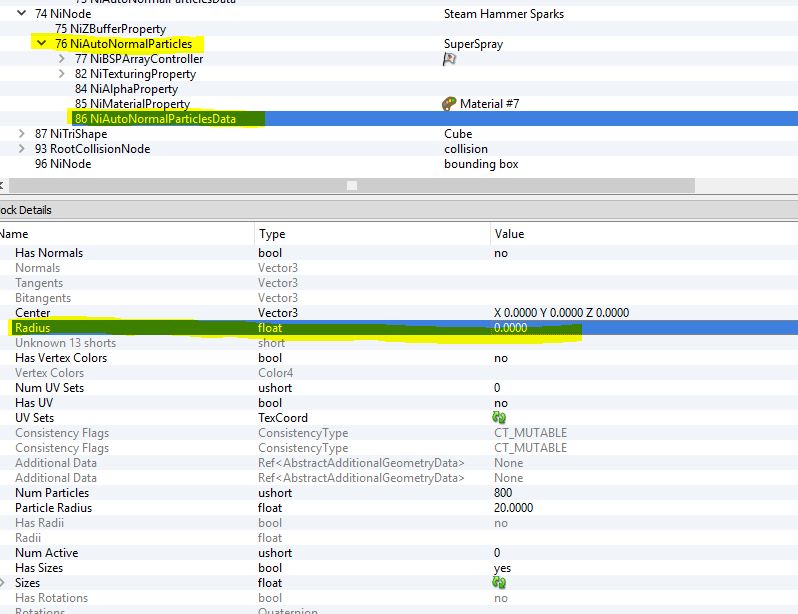 74 NiNode Steam Hammer Sparks
75 NiZBufferProperty
76 NiAutoNormalParticles SuperSpray
77 NiBSPArrayController
82 NiTexturingProperty
84 NiAlphaProperty
85 NiMaterialProperty Material #7
86 NiAutoNormalParticlesData
87 NiTriShape Cube
93 RootCollisionNode collision
96 NiNode bounding box
ock Details
Name Type Value
Has Normals bool no
Normals Vector3
Tangents Vector3
Bitangents Vector3
Center Vector3 X 0.0000 Y 0.0000 Z 0.0000
Radius float 0.0000
Unknown 13 shorts short
Has Vertex Colors bool no
Vertex Colors Color4
Num UV Sets ushort 0
Has UV bool no
UV Sets TexCoord
Consistency Flags ConsistencyType CT_MUTABLE
Consistency Flags ConsistencyType CT_MUTABLE
Additional Data Ref<AbstractAdditionalGeometryData> None
Additional Data Ref<AbstractAdditionalGeometryData> None
Num Particles ushort 800
Particle Radius float 20.0000
Has Radii bool no
Radii float
Num Active ushort 0
Has Sizes bool yes
Sizes float
Has Rotations bool no
Rotations Quaternion